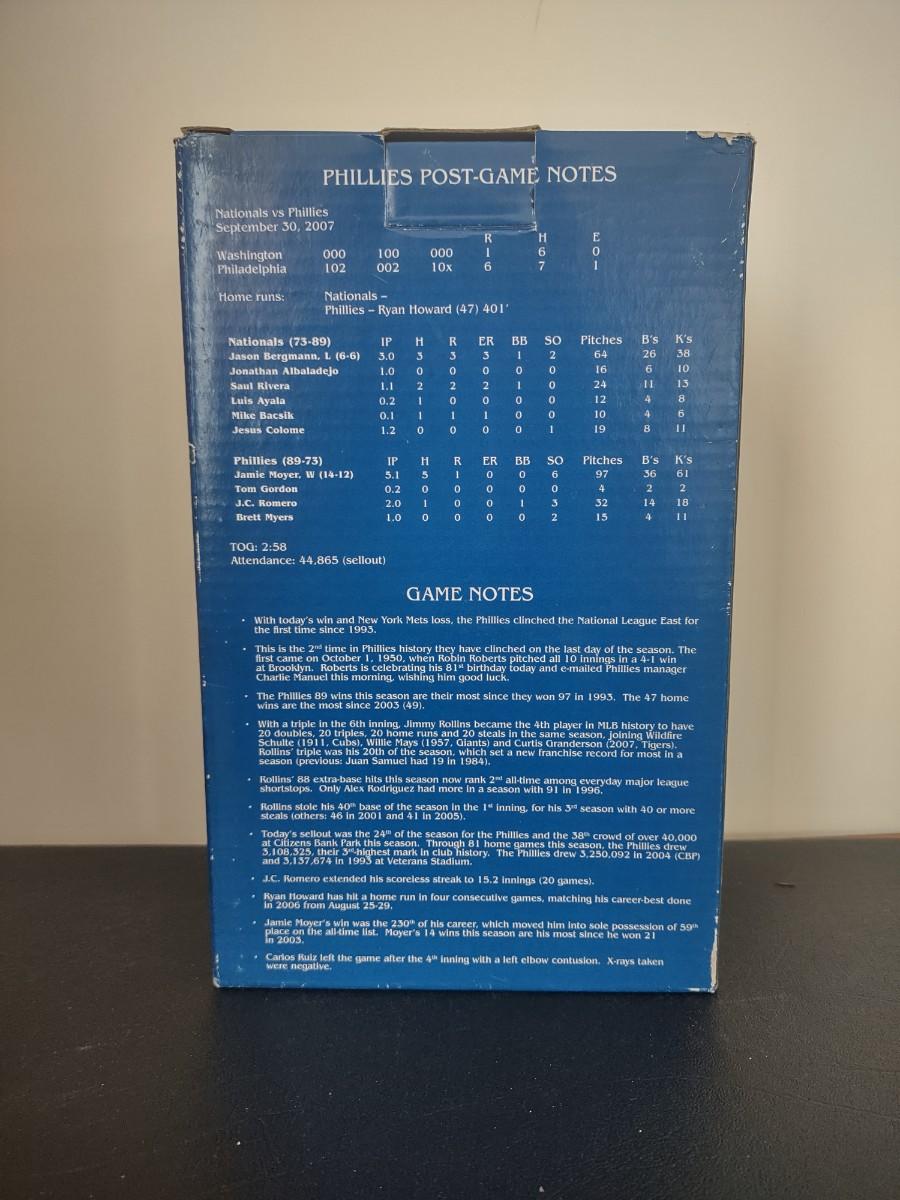 PHILLIES POST-GAME NOTES
Nationals vs Phillies
September 30, 2007
R H E
Washington 000 100 000 1 6 0
Philadelphia 102 002 10x 6 7 1
Home runs: Nationals –
Phillies – Ryan Howard (47) 401'
Nationals (73-89) IP H R ER BB SO Pitches B's K's
Jason Bergmann, L (6-6) 3.0 3 3 3 1 2 64 26 38
Jonathan Albaladejo 1.0 0 0 0 0 0 16 6 10
Saul Rivera 1.1 2 2 2 1 0 24 11 13
Luis Ayala 0.2 1 0 0 0 0 12 4 8
Mike Bacsik 0.1 1 1 1 0 0 10 4 6
Jesus Colome 1.2 0 0 0 0 1 19 8 11
Phillies (89-73) IP H R ER BB SO Pitches B's K's
Jamie Moyer, W (14-12) 5.1 5 1 0 0 6 97 36 61
Tom Gordon 0.2 0 0 0 0 0 4 2 2
J.C. Romero 2.0 1 0 0 1 3 32 14 18
Brett Myers 1.0 0 0 0 0 2 15 4 11
TOG: 2:58
Attendance: 44,865 (sellout)
GAME NOTES
• With today's win and New York Mets loss, the Phillies clinched the National League East for
the first time since 1993.
• This is the 2nd time in Phillies history they have clinched on the last day of the season. The
first came on October 1, 1950, when Robin Roberts pitched all 10 innings in a 4-1 win
at Brooklyn. Roberts is celebrating his 81st birthday today and e-mailed Phillies manager
Charlie Manuel this morning, wishing him good luck.
• The Phillies 89 wins this season are their most since they won 97 in 1993. The 47 home
wins are the most since 2003 (49).
• With a triple in the 6th inning, Jimmy Rollins became the 4th player in MLB history to have
20 doubles, 20 triples, 20 home runs and 20 steals in the same season, joining Wildfire
Schulte (1911, Cubs), Willie Mays (1957, Giants) and Curtis Granderson (2007, Tigers).
Rollins' triple was his 20th of the season, which set a new franchise record for most in a
season (previous: Juan Samuel had 19 in 1984).
• Rollins' 88 extra-base hits this season now rank 2nd all-time among everyday major league
shortstops. Only Alex Rodriguez had more in a season with 91 in 1996.
• Rollins stole his 40th base of the season in the 1st inning, for his 3rd season with 40 or more
steals (others: 46 in 2001 and 41 in 2005).
• Today's sellout was the 24th of the season for the Phillies and the 38th crowd of over 40,000
at Citizens Bank Park this season. Through 81 home games this season, the Phillies drew
3,108,325, their 3rd-highest mark in club history. The Phillies drew 3,250,092 in 2004 (CBP)
and 3,137,674 in 1993 at Veterans Stadium.
• J.C. Romero extended his scoreless streak to 15.2 innings (20 games).
• Ryan Howard has hit a home run in four consecutive games, matching his career-best done
in 2006 from August 25-29.
• Jamie Moyer's win was the 230th of his career, which moved him into sole possession of 59th
place on the all-time list. Moyer's 14 wins this season are his most since he won 21
in 2003.
• Carlos Ruiz left the game after the 4th inning with a left elbow contusion. X-rays taken
were negative.